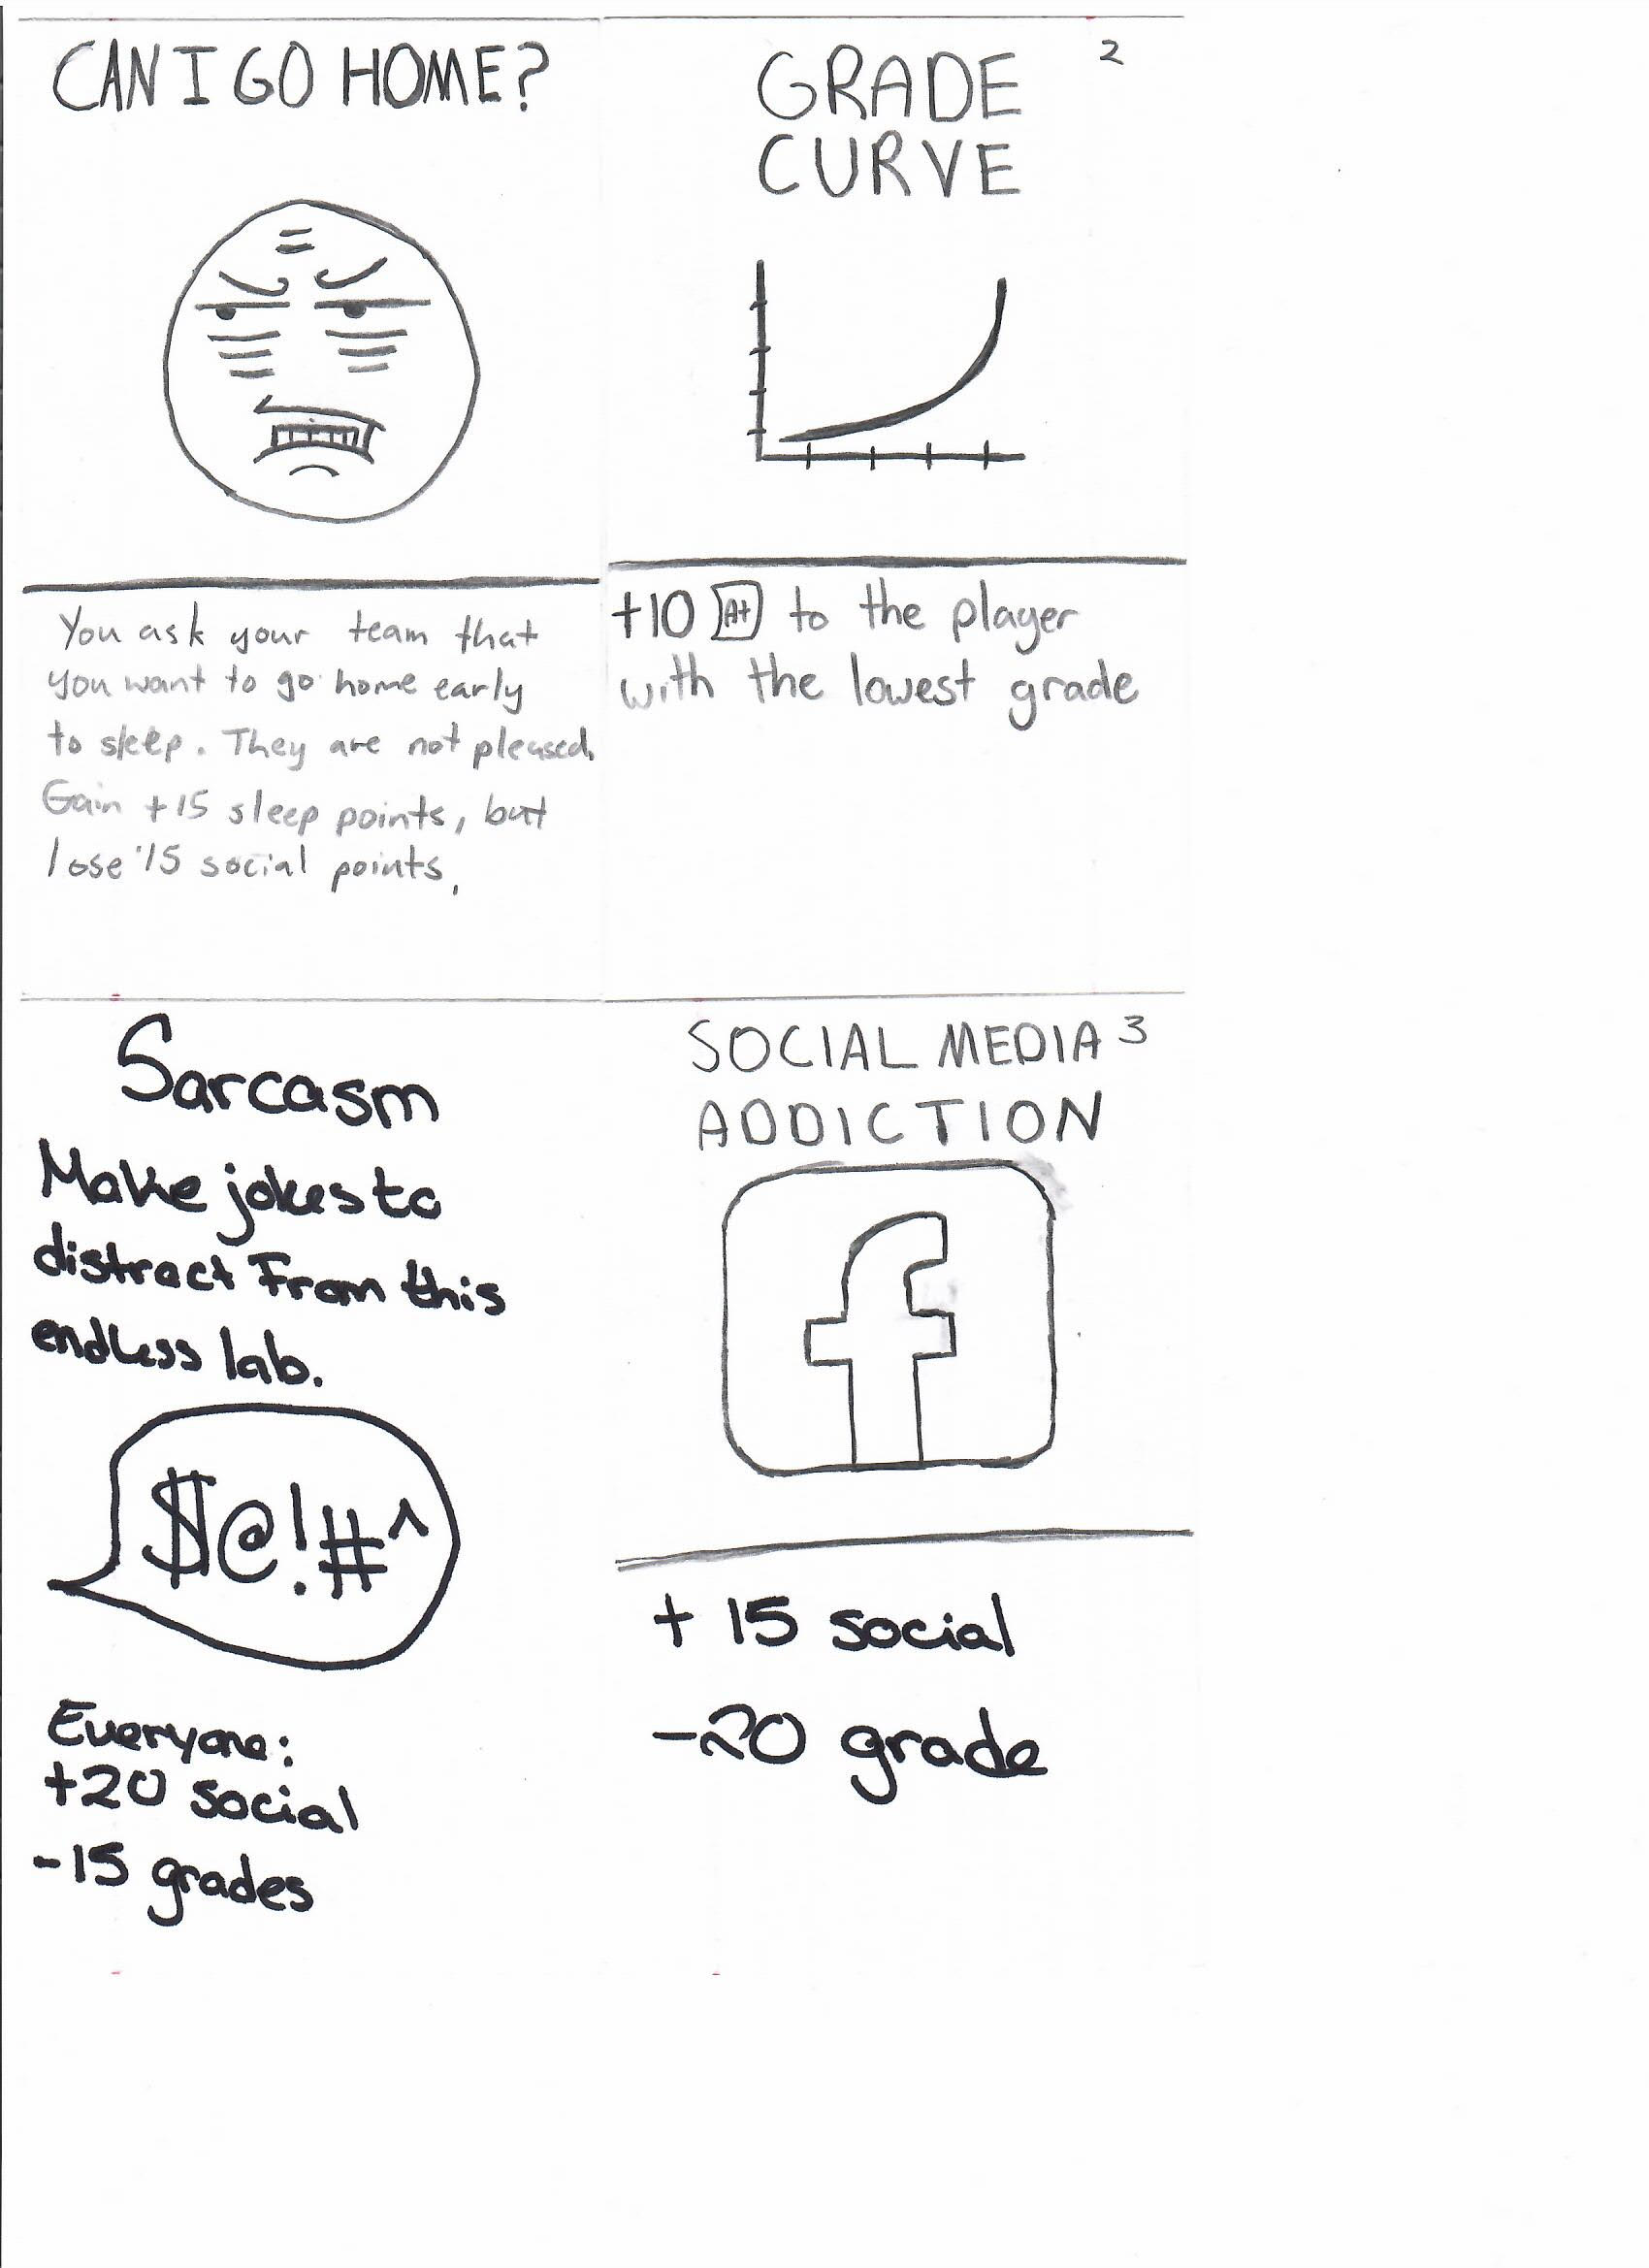 CAN I GO HOME?
You ask your team that
you want to go home early
to sleep. They are not pleased.
Gain +15 sleep points, but
lose 15 social points.
2
GRADE
CURVE
+10 A+ to the player
with the lowest grade
Sarcasm
Make jokes to
distract From this
endless lab.
$@!#^
Everyone:
+20 social
-15 grades
SOCIAL MEDIA 3
ADDICTION
f
+ 15 social
-20 grade